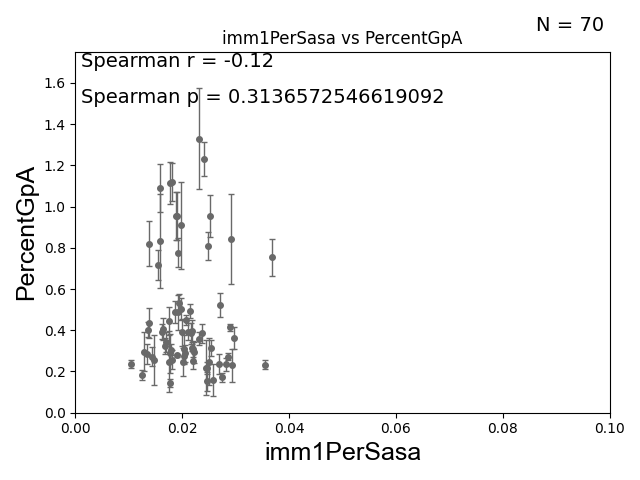 N = 70
imm1PerSasa vs PercentGpA
Spearman r = -0.12
Spearman p = 0.3136572546619092
PercentGpA
1.6
1.4
1.2
1.0
0.8
0.6
0.4
0.2
0.0
0.00 0.02 0.04 0.06 0.08 0.10
imm1PerSasa